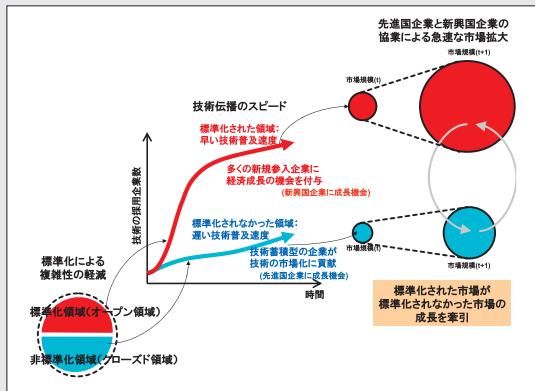 先進国企業と新興国企業の
協業による急速な市場拡大
市場規模(t+1)
市場規模(t)
技術伝播のスピード
標準化された領域:
早い技術普及速度
多くの新規参入企業に
経済成長の機会を付与
(新興国企業に成長機会)
技術の採用企業数
標準化されなかった領域:
遅い技術普及速度
市場規模(t)
技術蓄積型の企業が
技術の市場化に貢献
(先進国企業に成長機会)
市場規模(t+1)
時間
標準化による
複雑性の軽減
標準化領域(オープン領域)
非標準化領域(クローズド領域)
標準化された市場が
標準化されなかった市場の
成長を牽引